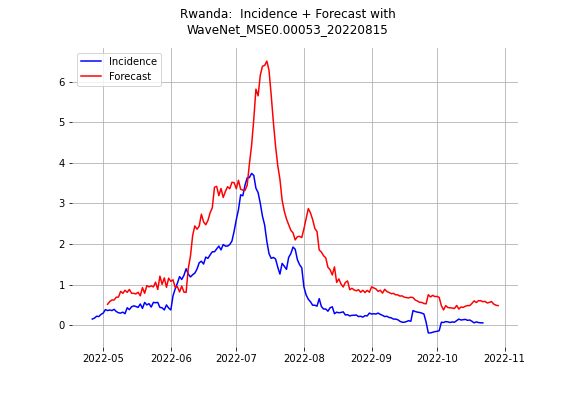 Rwanda:  Incidence + Forecast with
WaveNet_MSE0.00053_20220815
Incidence
Forecast
6
5
4
3
2
1
0
2022-05 2022-06 2022-07 2022-08 2022-09 2022-10 2022-11